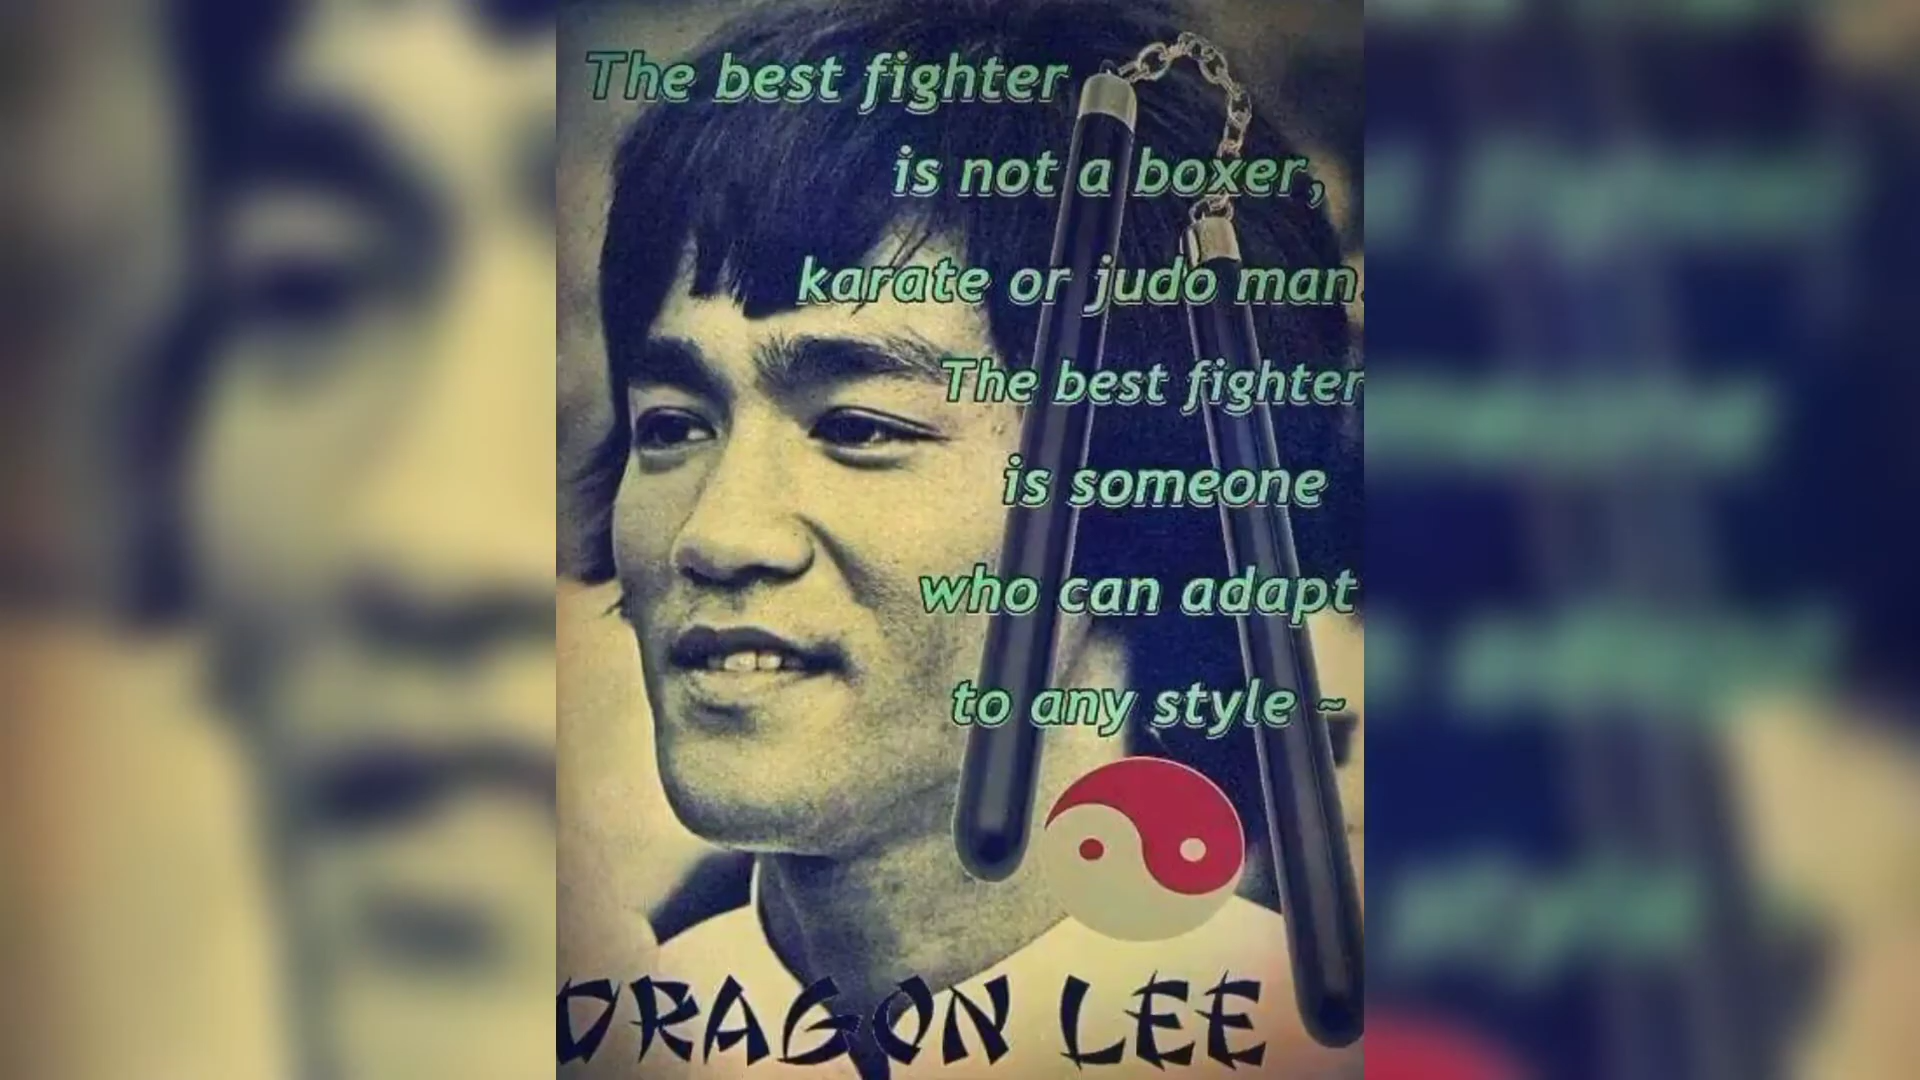 The best fighter
is not a boxer,
karate or judo man.
The best fighter
is someone
who can adapt
to any style ~
DRAGON LEE